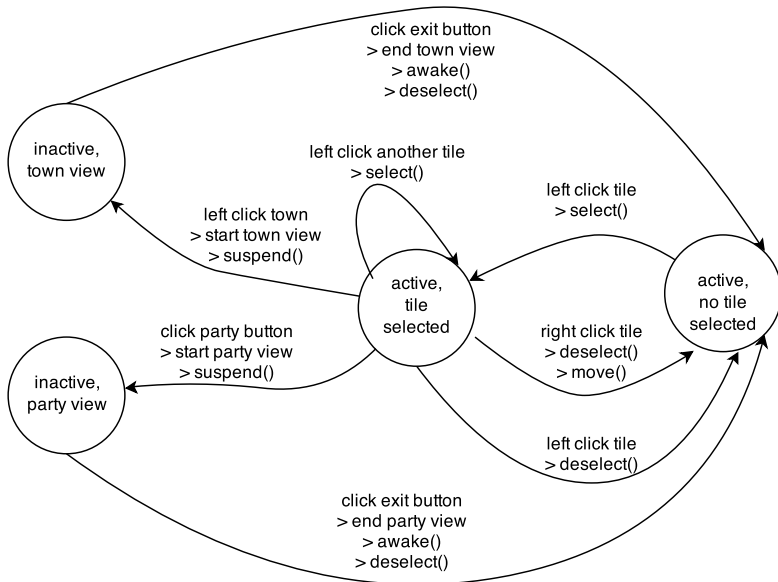 click exit button
> end town view
> awake()
> deselect()
inactive,
town view
left click another tile
> select()
left click tile
> select()
left click town
> start town view
> suspend()
active,
tile
selected
active,
no tile
selected
click party button
> start party view
> suspend()
right click tile
> deselect()
> move()
inactive,
party view
left click tile
> deselect()
click exit button
> end party view
> awake()
> deselect()